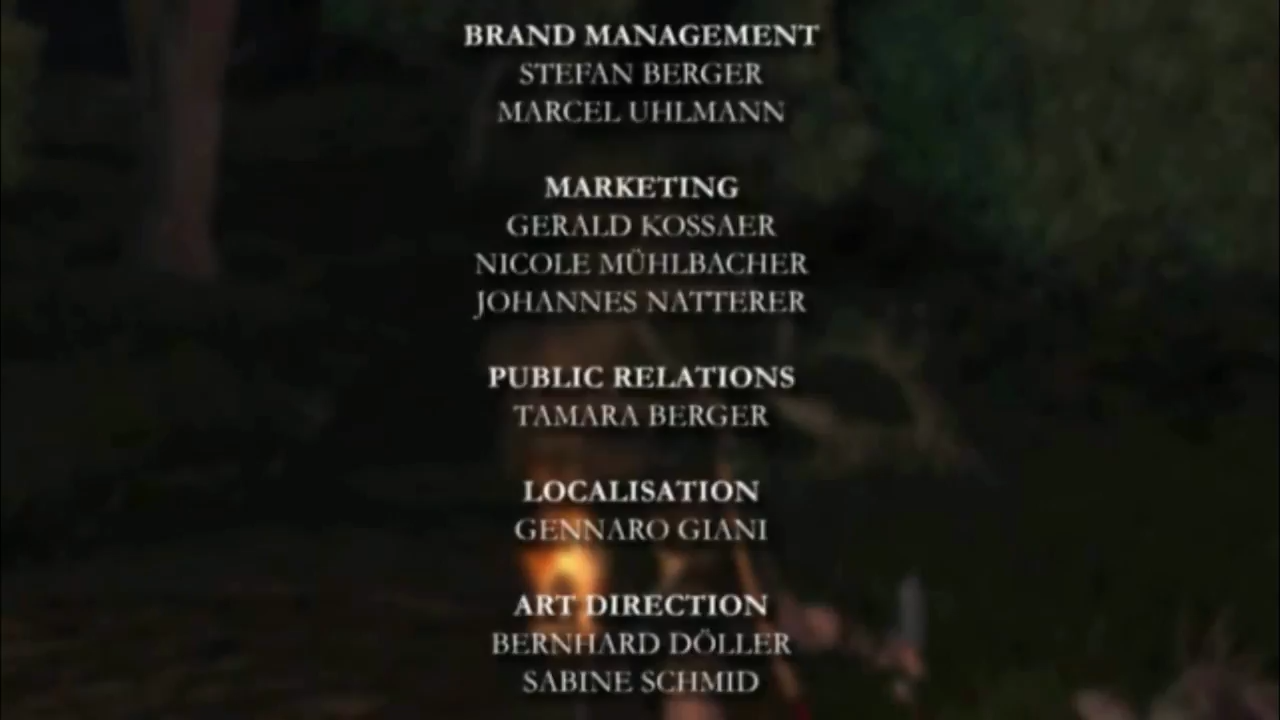 BRAND MANAGEMENT
STEFAN BERGER
MARCEL UHLMANN
MARKETING
GERALD KOSSAER
NICOLE MÜHLBACHER
JOHANNES NATTERER
PUBLIC RELATIONS
TAMARA BERGER
LOCALISATION
GENNARO GIANI
ART DIRECTION
BERNHARD DÖLLER
SABINE SCHMID